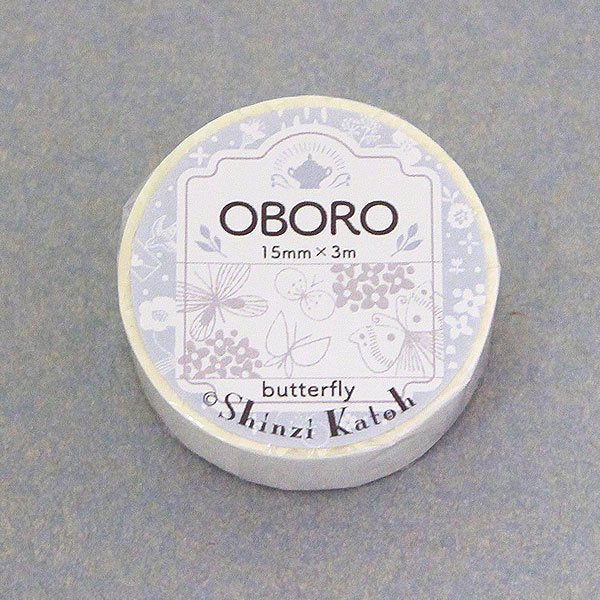 OBORO
15mm×3m
butterfly
©Shinzi Katoh